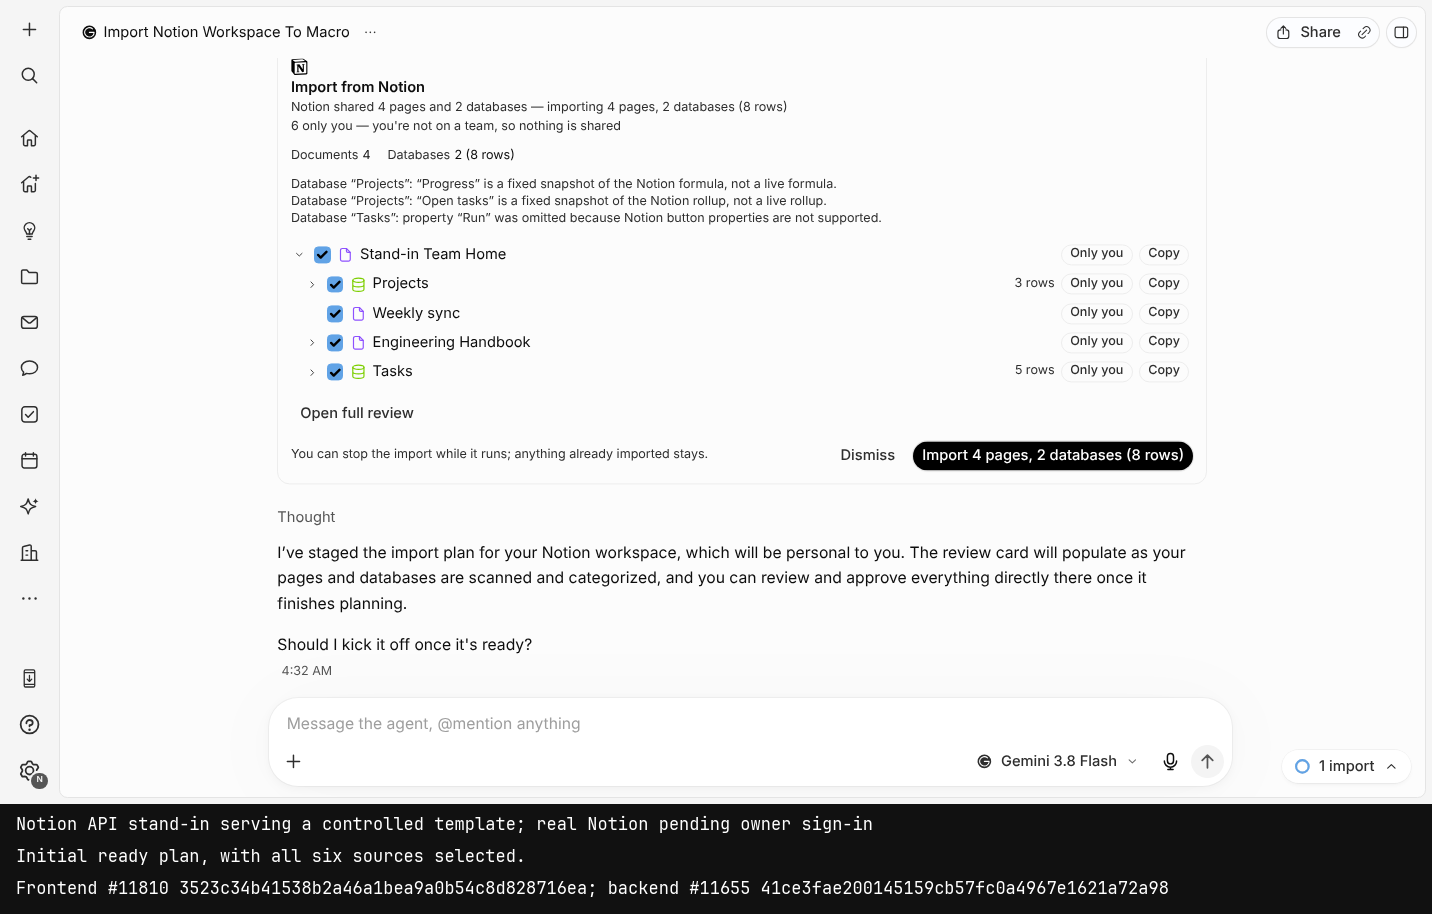 Import Notion Workspace To Macro ...
Share
Import from Notion
Notion shared 4 pages and 2 databases — importing 4 pages, 2 databases (8 rows)
6 only you — you're not on a team, so nothing is shared
Documents 4 Databases 2 (8 rows)
Database “Projects”: “Progress” is a fixed snapshot of the Notion formula, not a live formula.
Database “Projects”: “Open tasks” is a fixed snapshot of the Notion rollup, not a live rollup.
Database “Tasks”: property “Run” was omitted because Notion button properties are not supported.
Stand-in Team Home Only you Copy
Projects 3 rows Only you Copy
Weekly sync Only you Copy
Engineering Handbook Only you Copy
Tasks 5 rows Only you Copy
Open full review
You can stop the import while it runs; anything already imported stays. Dismiss Import 4 pages, 2 databases (8 rows)
Thought
I’ve staged the import plan for your Notion workspace, which will be personal to you. The review card will populate as your
pages and databases are scanned and categorized, and you can review and approve everything directly there once it
finishes planning.
Should I kick it off once it's ready?
4:32 AM
Message the agent, @mention anything
Gemini 3.8 Flash
1 import
N
Notion API stand-in serving a controlled template; real Notion pending owner sign-in
Initial ready plan, with all six sources selected.
Frontend #11810 3523c34b41538b2a46a1bea9a0b54c8d828716ea; backend #11655 41ce3fae200145159cb57fc0a4967e1621a72a98